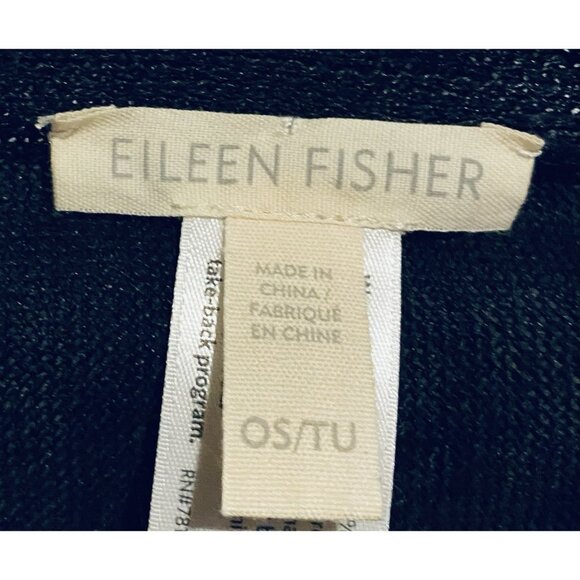 EILEEN FISHER
MADE IN
CHINA /
FABRIQUÉ
EN CHINE
OS/TU
take-back program.